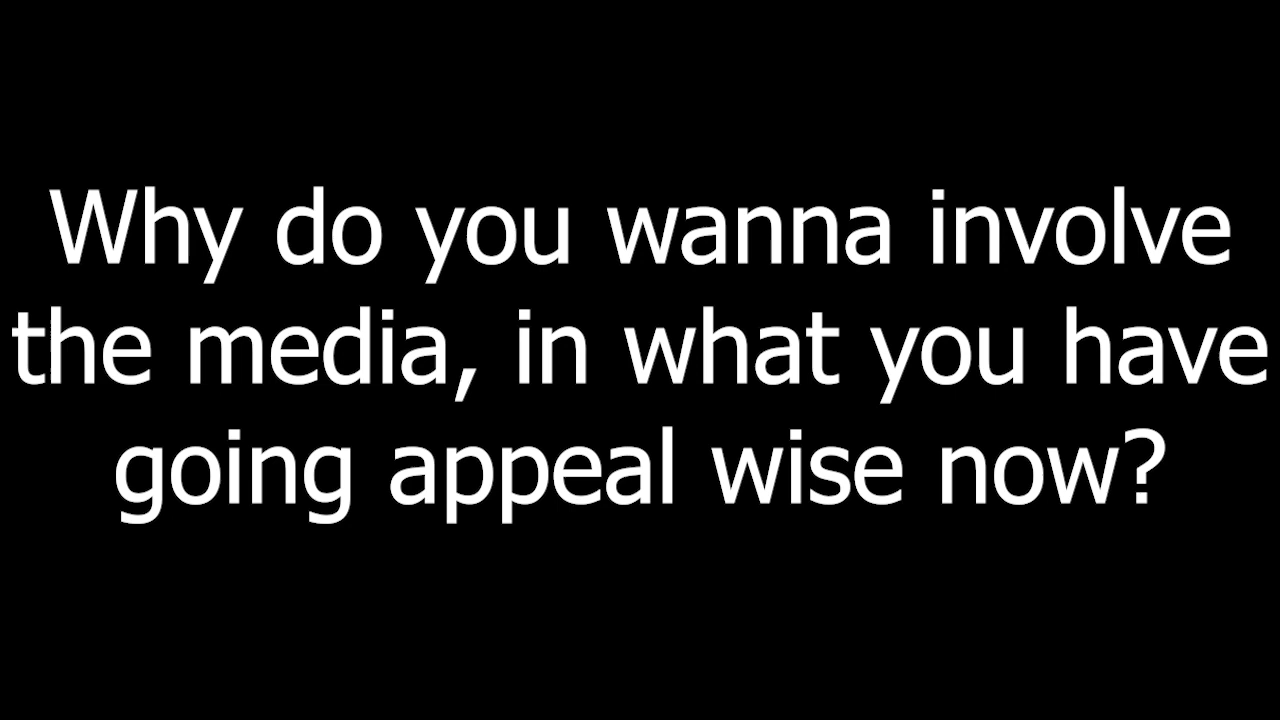 Why do you wanna involve
the media, in what you have
going appeal wise now?